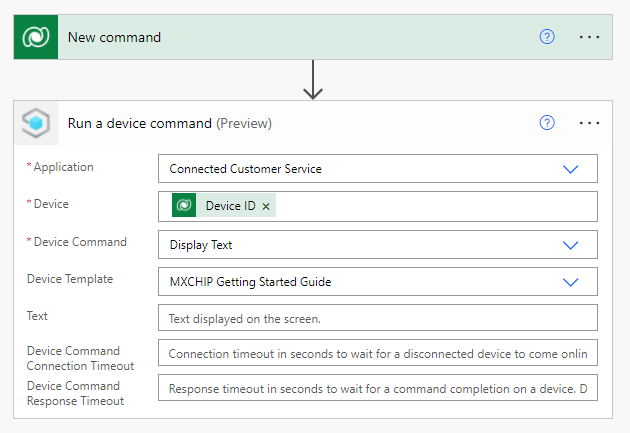 New command
Run a device command (Preview)
*Application
Connected Customer Service
*Device
Device ID ×
*Device Command
Display Text
Device Template
MXCHIP Getting Started Guide
Text
Text displayed on the screen.
Device Command
Connection Timeout
Connection timeout in seconds to wait for a disconnected device to come onlin
Device Command
Response Timeout
Response timeout in seconds to wait for a command completion on a device. D